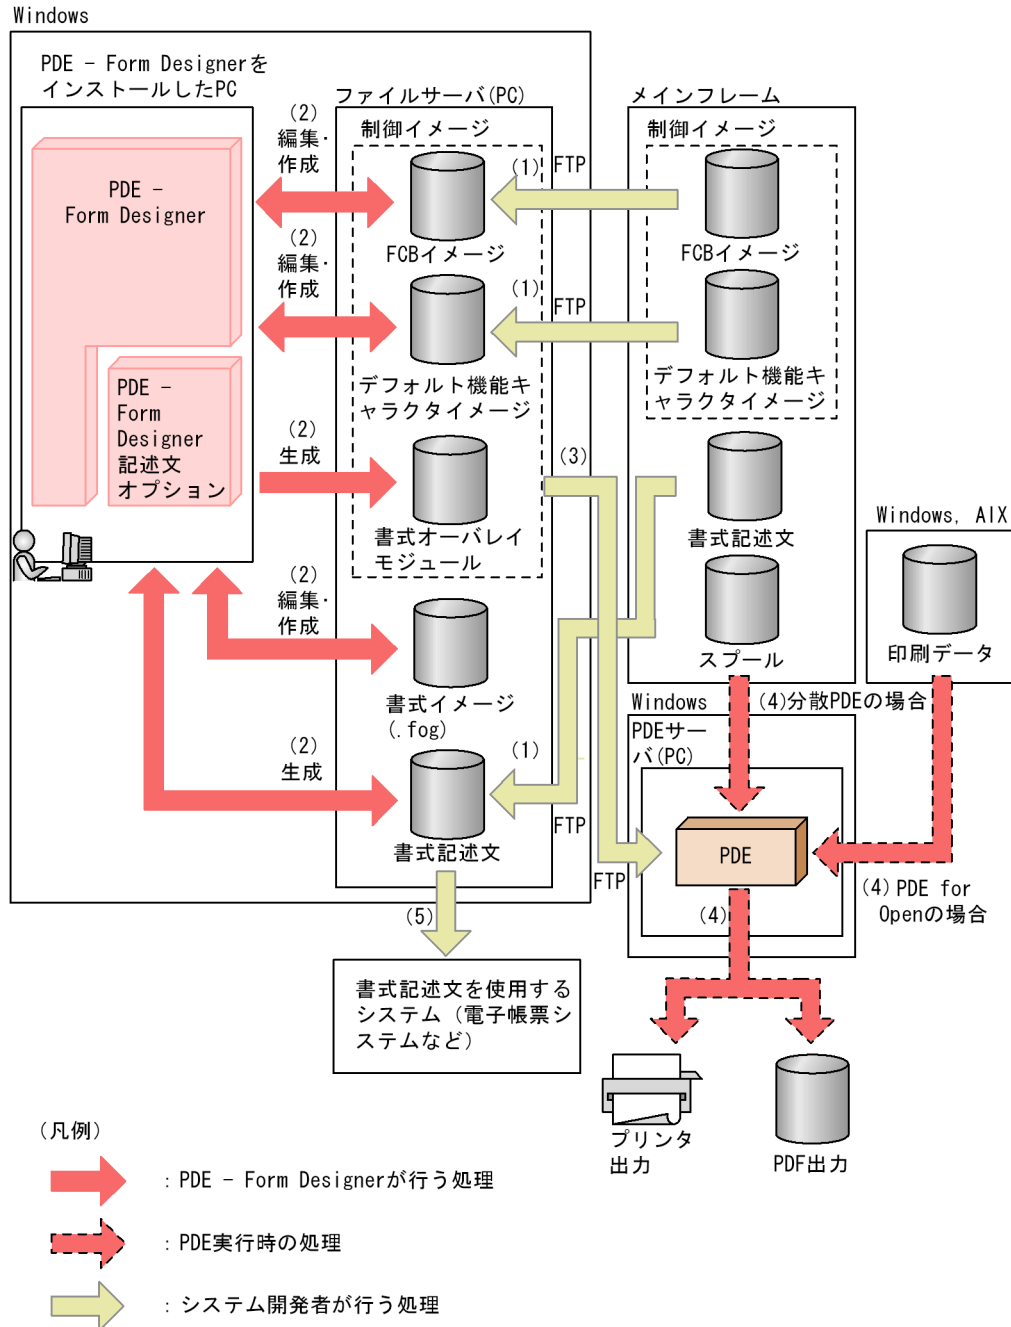 Windows
PDE − Form Designerを
インストールしたPC
ファイルサーバ(PC)
メインフレーム
PDE −
Form Designer
PDE −
Form
Designer
記述文
オプション
(2)
編集・
作成
制御イメージ
(1)
FTP
制御イメージ
FCBイメージ
FCBイメージ
(2)
編集・
作成
(1)
FTP
デフォルト機能キ
ャラクタイメージ
デフォルト機能キ
ャラクタイメージ
(2)
生成
(3)
書式オーバレイ
モジュール
書式記述文
Windows, AIX
(2)
編集・
作成
スプール
印刷データ
書式イメージ
(.fog)
Windows
(4)分散PDEの場合
PDEサー
バ(PC)
(2)
生成
(1)
FTP
書式記述文
FTP
PDE
(4)PDE for
Openの場合
(5)
(4)
書式記述文を使用する
システム（電子帳票シ
ステムなど）
プリンタ
出力
PDF出力
（凡例）
：PDE − Form Designerが行う処理
：PDE実行時の処理
：システム開発者が行う処理